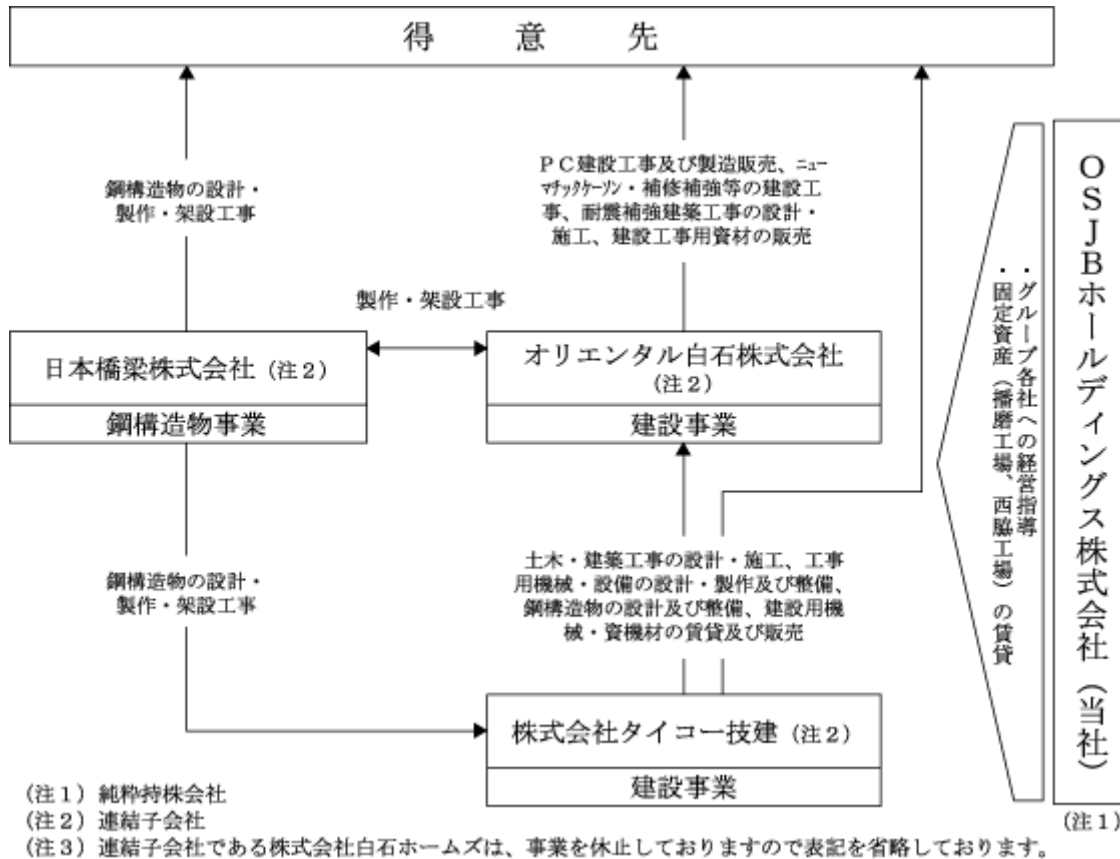 得意先
鋼構造物の設計・
製作・架設工事
ＰＣ建設工事及び製造販売、ニュー
マチックケーソン・補修補強等の建設工
事、耐震補強建築工事の設計・
施工、建設工事用資材の販売
製作・架設工事
日本橋梁株式会社（注２）
鋼構造物事業
オリエンタル白石株式会社
（注２）
建設事業
鋼構造物の設計・
製作・架設工事
土木・建築工事の設計・施工、工事
用機械・設備の設計・製作及び整備、
鋼構造物の設計及び整備、建設用機
械・資機材の賃貸及び販売
株式会社タイコー技建（注２）
建設事業
・グループ各社への経営指導
・固定資産（播磨工場、西脇工場）の賃貸
ＯＳＪＢホールディングス株式会社（当社）
（注１）
（注１）純粋持株会社
（注２）連結子会社
（注３）連結子会社である株式会社白石ホームズは、事業を休止しておりますので表記を省略しております。